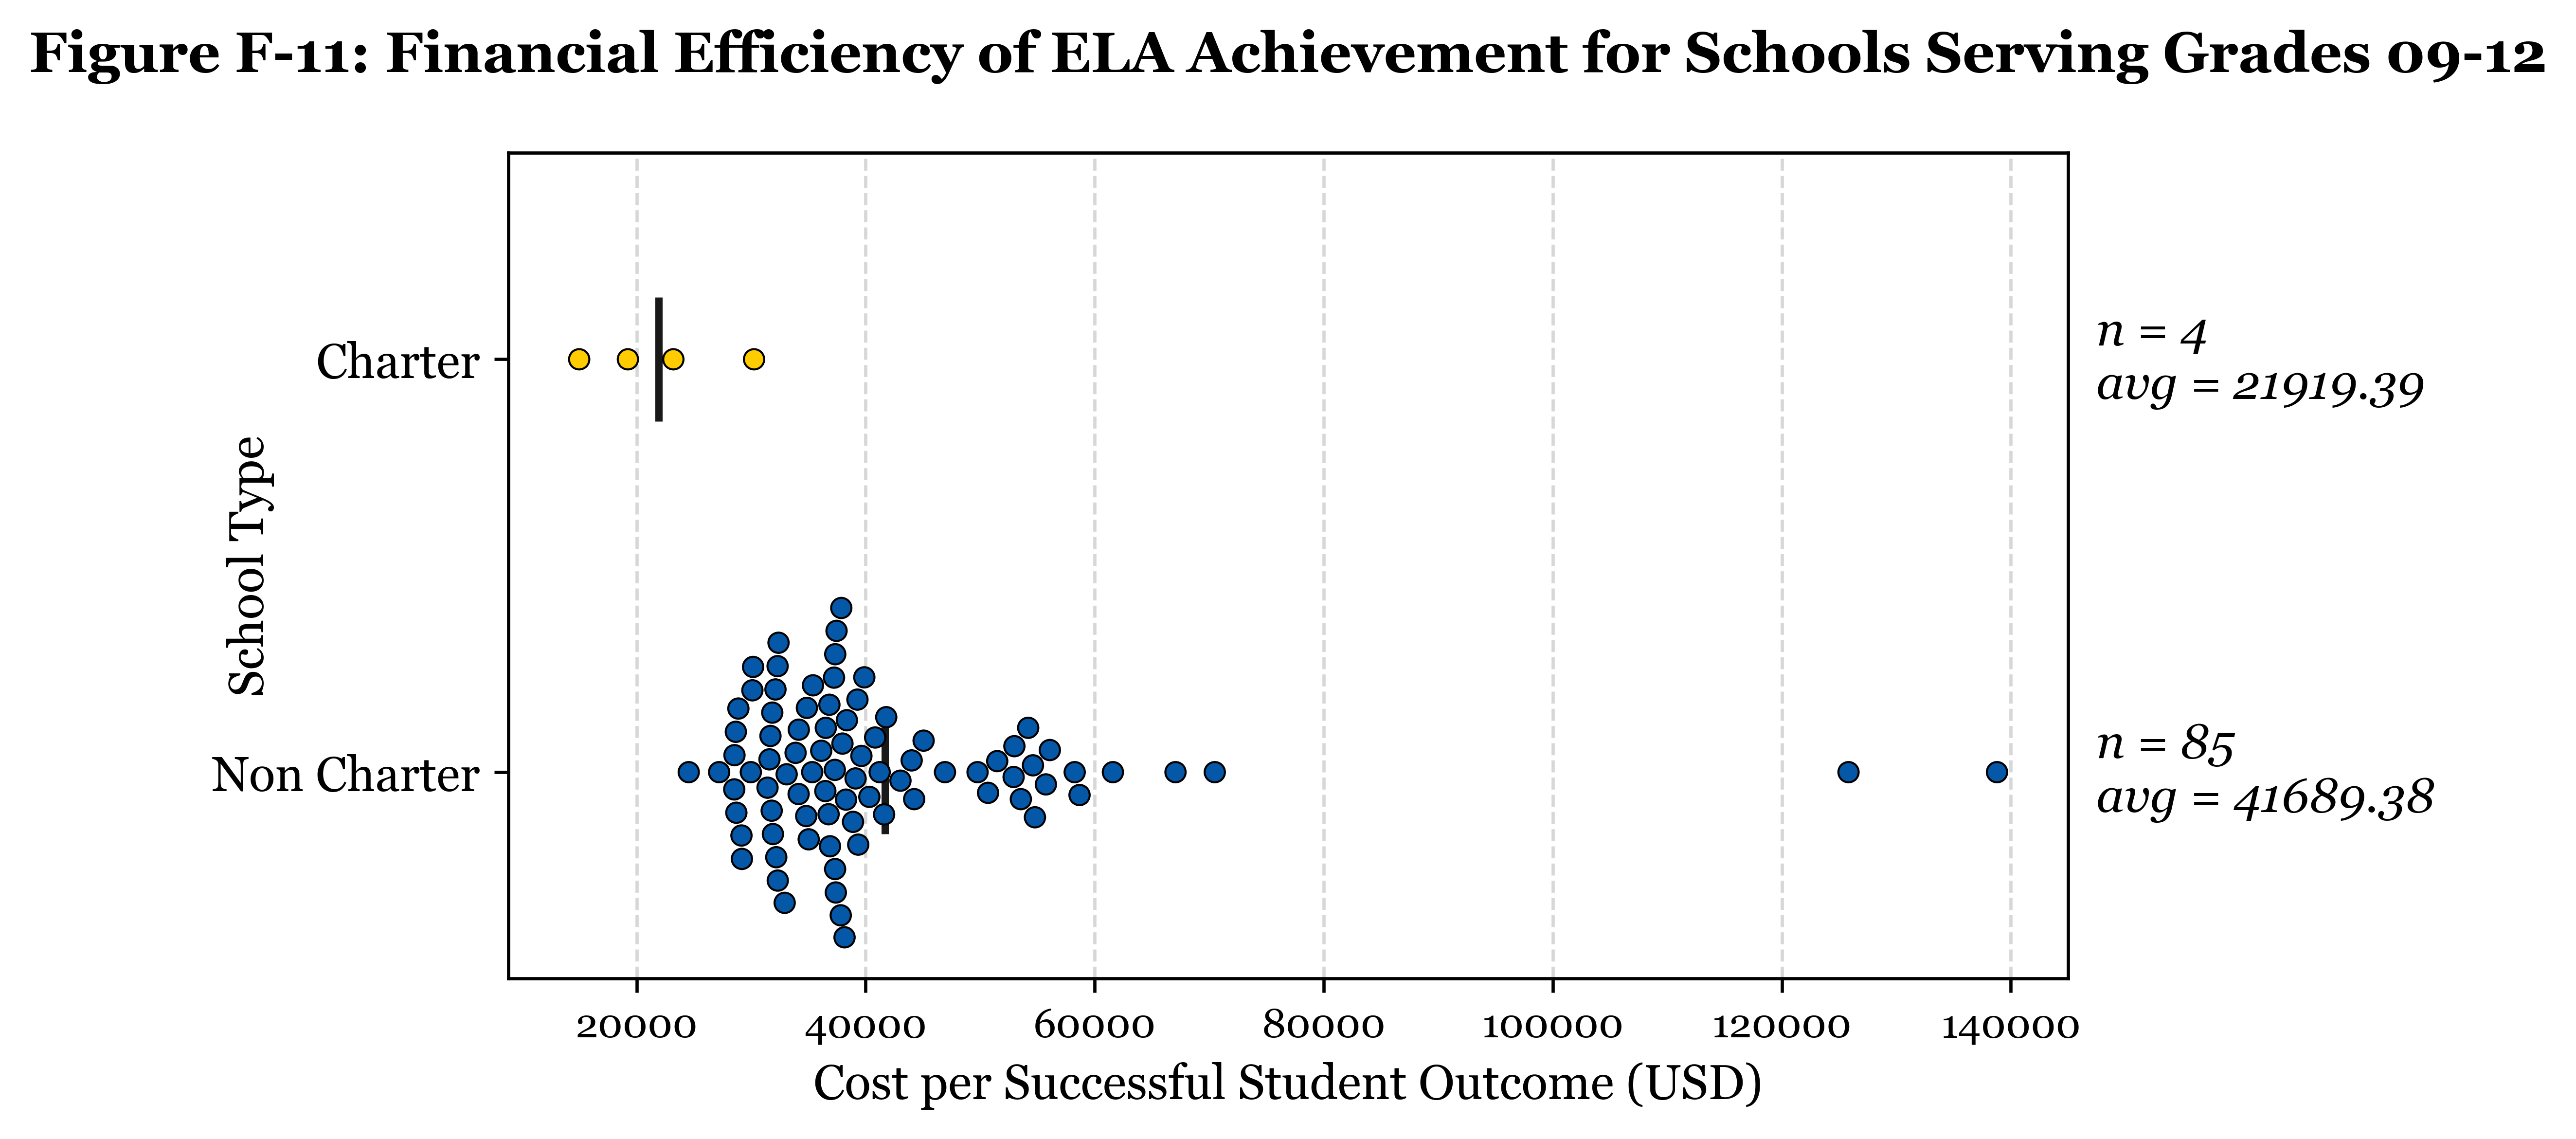 Figure F-11: Financial Efficiency of ELA Achievement for Schools Serving Grades 09-12
School Type
Charter
n = 4
avg = 21919.39
Non Charter
n = 85
avg = 41689.38
20000 40000 60000 80000 100000 120000 140000
Cost per Successful Student Outcome (USD)